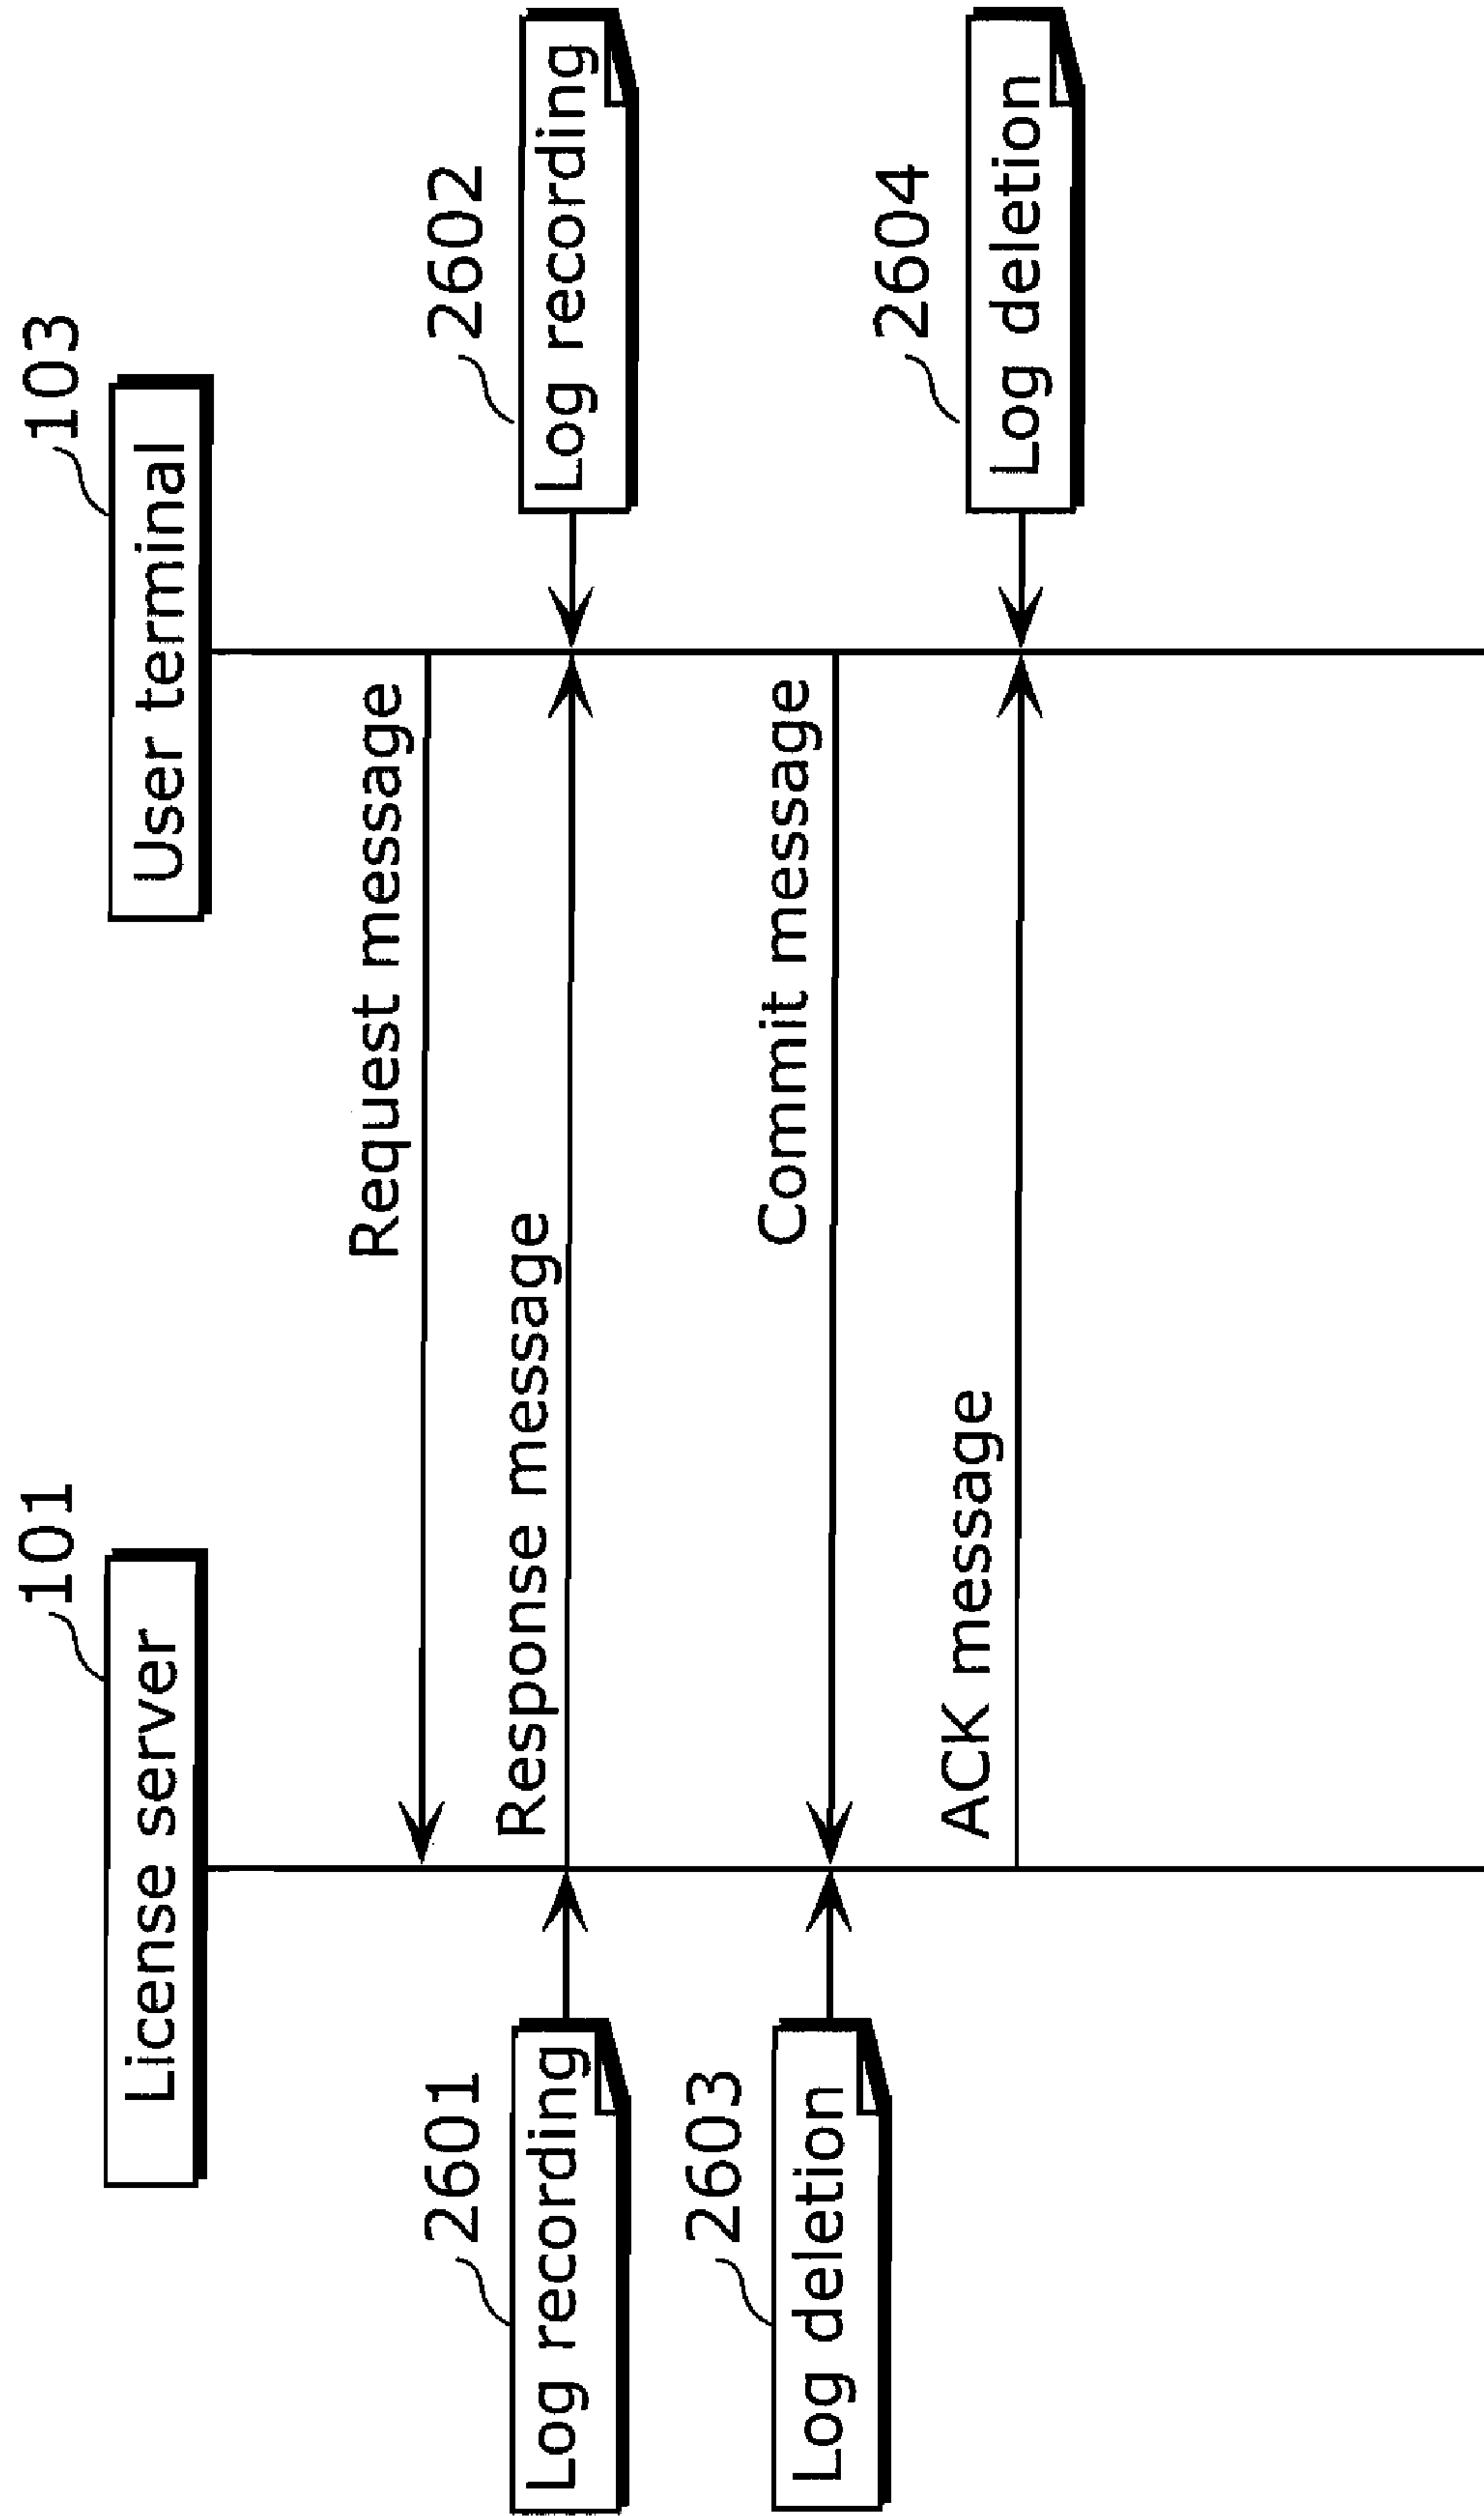 101
103
License server
User terminal
Request message
2601
2602
Response message
Log recording
Log recording
2603
Commit message
Log deletion
2604
ACK message
Log deletion